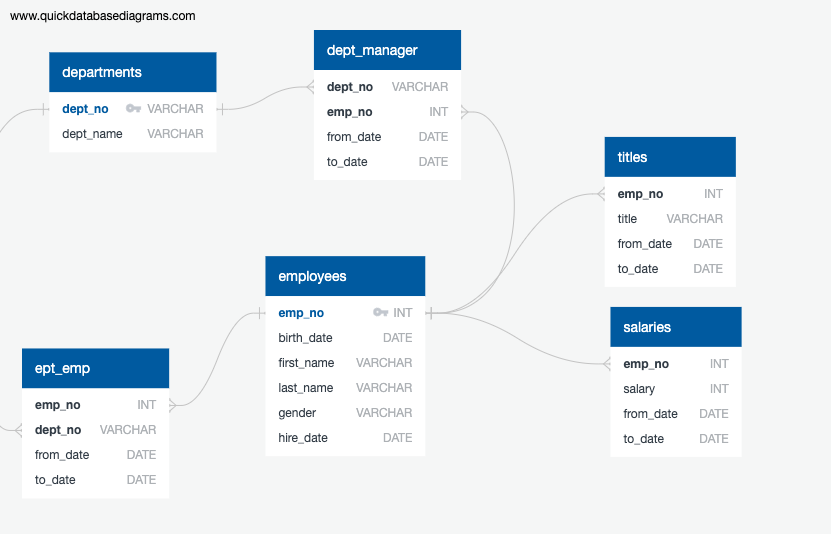 www.quickdatabasediagrams.com
departments
dept_no VARCHAR
dept_name VARCHAR
dept_manager
dept_no VARCHAR
emp_no INT
from_date DATE
to_date DATE
titles
emp_no INT
title VARCHAR
from_date DATE
to_date DATE
employees
emp_no INT
birth_date DATE
first_name VARCHAR
last_name VARCHAR
gender VARCHAR
hire_date DATE
salaries
emp_no INT
salary INT
from_date DATE
to_date DATE
ept_emp
emp_no INT
dept_no VARCHAR
from_date DATE
to_date DATE